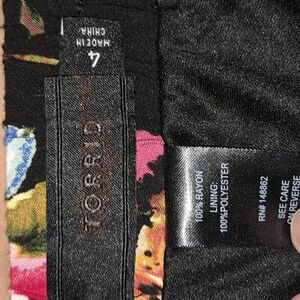 TORRID
4
MADE IN
CHINA
100% RAYON
LINING:
100%POLYESTER
RN# 148862
SEE CARE
ON REVERSE